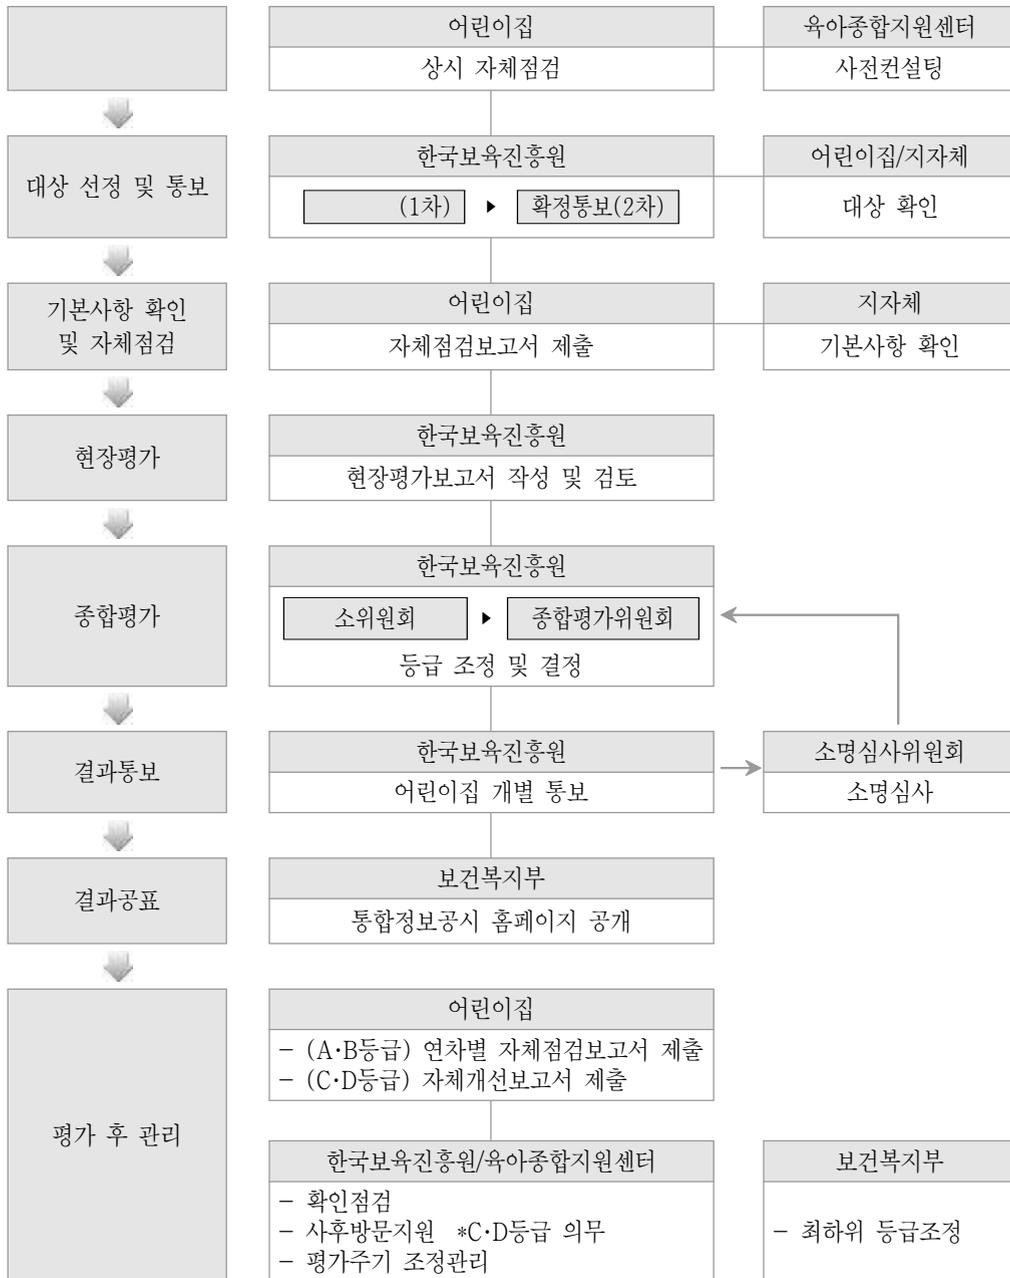 어린이집
육아종합지원센터
상시 자체점검
사전컨설팅
대상 선정 및 통보
한국보육진흥원
어린이집/지자체
(1차) ▶ 확정통보(2차)
대상 확인
기본사항 확인
및 자체점검
어린이집
지자체
자체점검보고서 제출
기본사항 확인
현장평가
한국보육진흥원
현장평가보고서 작성 및 검토
종합평가
한국보육진흥원
소위원회 ▶ 종합평가위원회
등급 조정 및 결정
결과통보
한국보육진흥원
소명심사위원회
어린이집 개별 통보
소명심사
결과공표
보건복지부
통합정보공시 홈페이지 공개
평가 후 관리
어린이집
- (A·B등급) 연차별 자체점검보고서 제출
- (C·D등급) 자체개선보고서 제출
한국보육진흥원/육아종합지원센터
보건복지부
- 확인점검
- 사후방문지원 *C·D등급 의무
- 평가주기 조정관리
- 최하위 등급조정